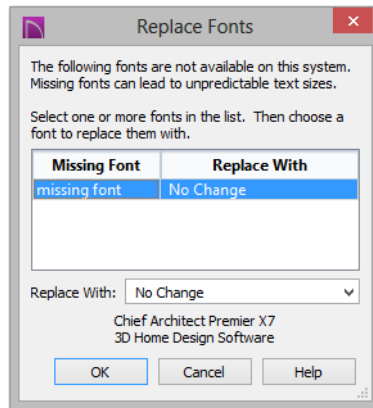 Replace Fonts
The following fonts are not available on this system.
Missing fonts can lead to unpredictable text sizes.
Select one or more fonts in the list.  Then choose a
font to replace them with.
Missing Font Replace With
missing font No Change
Replace With: No Change
Chief Architect Premier X7
3D Home Design Software
OK Cancel Help